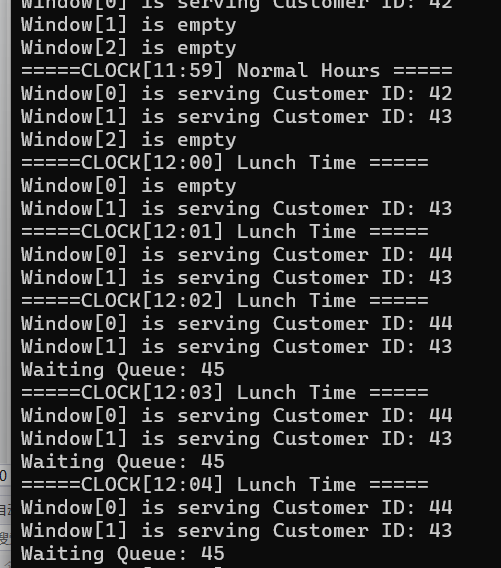 Window[0] is serving Customer ID: 42
Window[1] is empty
Window[2] is empty
=====CLOCK[11:59] Normal Hours =====
Window[0] is serving Customer ID: 42
Window[1] is serving Customer ID: 43
Window[2] is empty
=====CLOCK[12:00] Lunch Time =====
Window[0] is empty
Window[1] is serving Customer ID: 43
=====CLOCK[12:01] Lunch Time =====
Window[0] is serving Customer ID: 44
Window[1] is serving Customer ID: 43
=====CLOCK[12:02] Lunch Time =====
Window[0] is serving Customer ID: 44
Window[1] is serving Customer ID: 43
Waiting Queue: 45
=====CLOCK[12:03] Lunch Time =====
Window[0] is serving Customer ID: 44
Window[1] is serving Customer ID: 43
Waiting Queue: 45
=====CLOCK[12:04] Lunch Time =====
Window[0] is serving Customer ID: 44
Window[1] is serving Customer ID: 43
Waiting Queue: 45